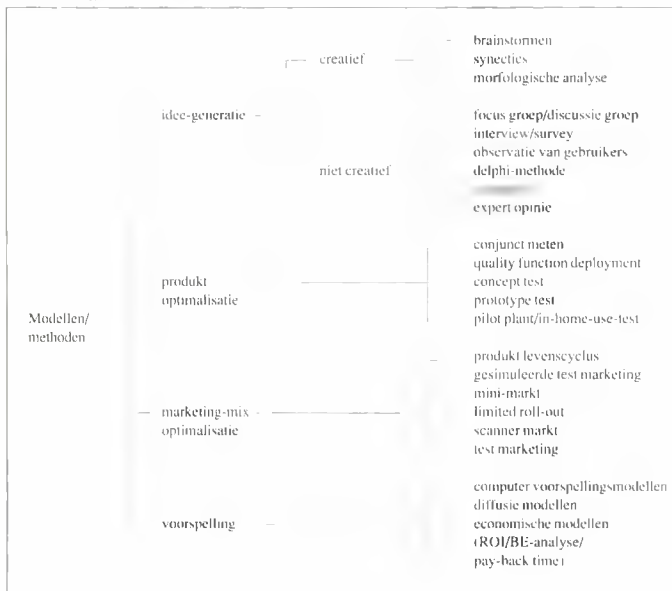 brainstormen
creatief
synectics
morfologische analyse
idee-generatie
focus groep/discussie groep
interview/survey
observatie van gebruikers
niet creatief
delphi-methode
expert opinie
conjunct meten
quality function deployment
produkt
concept test
optimalisatie
prototype test
Modellen/
pilot plant/in-home-use-test
methoden
produkt levenscyclus
gesimuleerde test marketing
mini-markt
marketing-mix
limited roll-out
optimalisatie
scanner markt
test marketing
computer voorspellingsmodellen
diffusie modellen
voorspelling
economische modellen
(ROI/BE-analyse/
pay-back time)